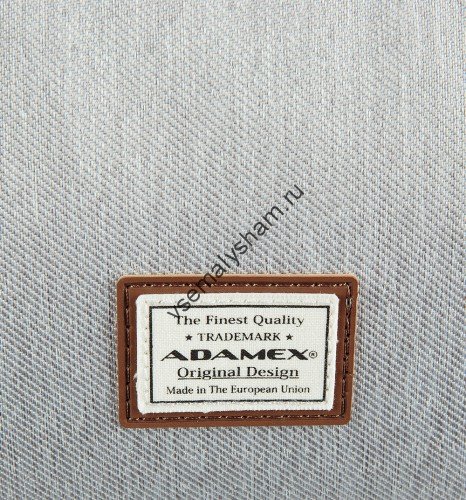 The Finest Quality
★ TRADEMARK ★
ADAMEX®
Original Design
Made in The European Union
vsemalysham.ru